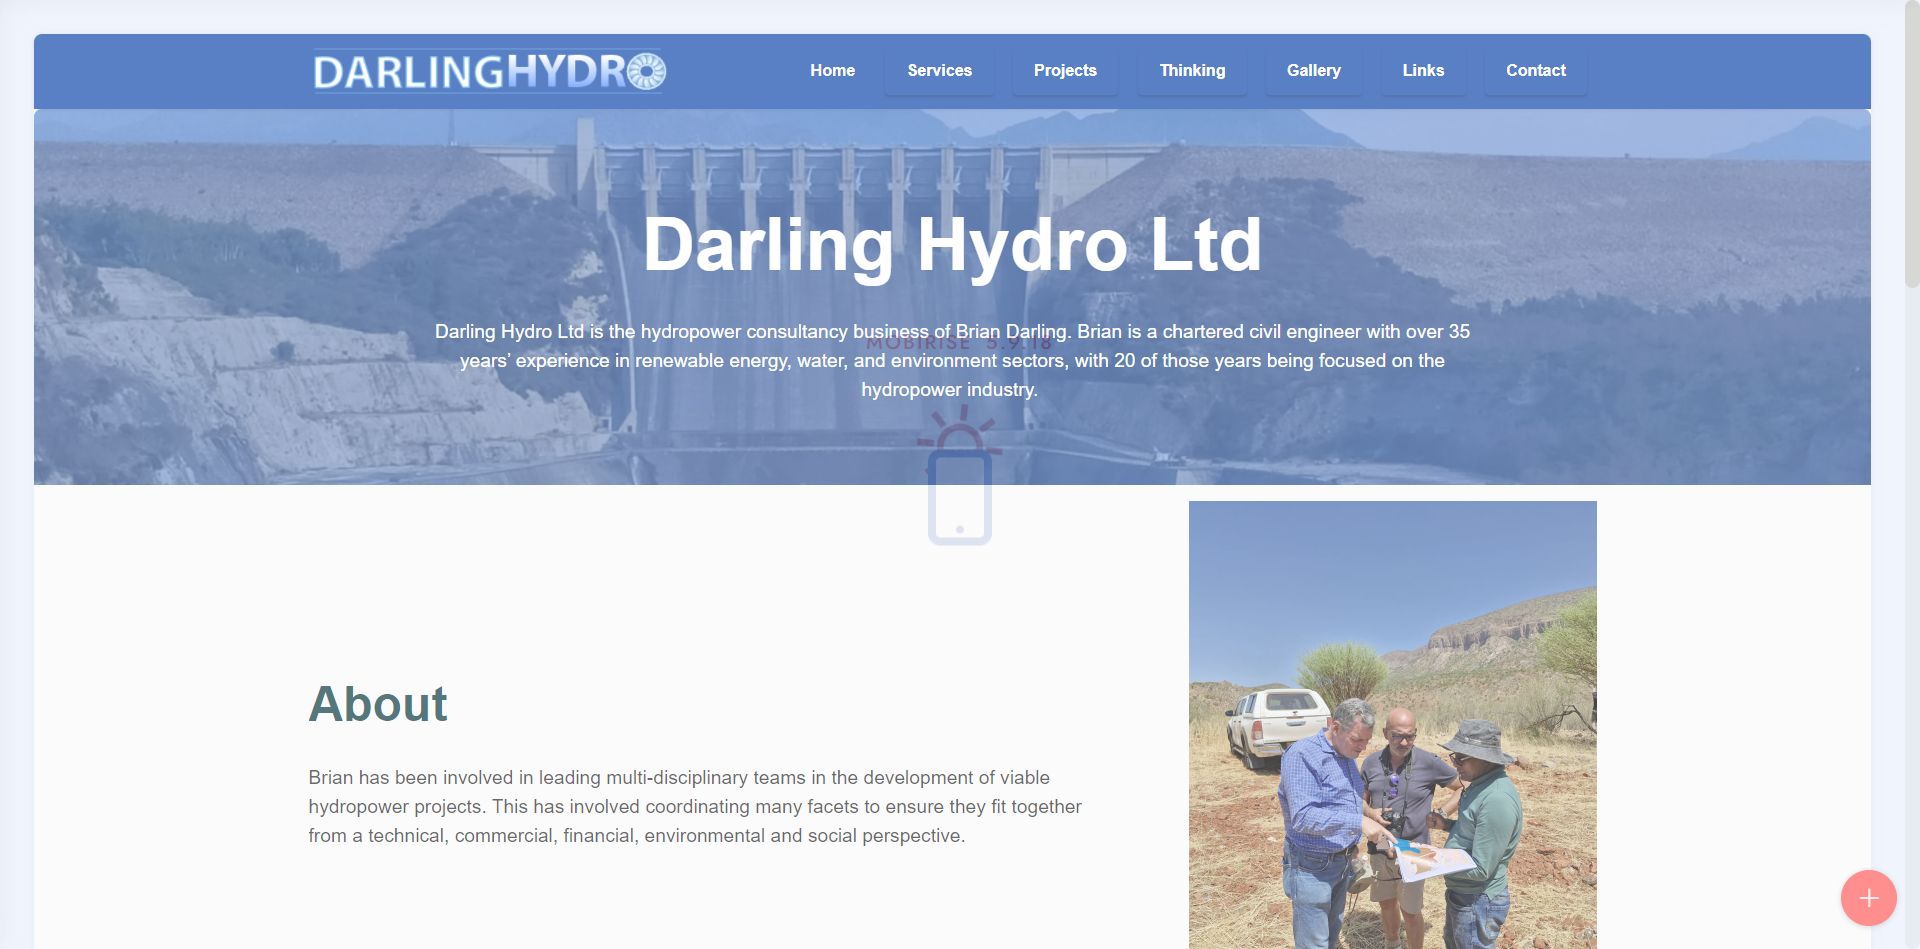 DARLINGHYDRO
Home
Services
Projects
Thinking
Gallery
Links
Contact
Darling Hydro Ltd
Darling Hydro Ltd is the hydropower consultancy business of Brian Darling. Brian is a chartered civil engineer with over 35
MOBIRISE 5.9.18
years’ experience in renewable energy, water, and environment sectors, with 20 of those years being focused on the
hydropower industry.
About
Brian has been involved in leading multi-disciplinary teams in the development of viable
hydropower projects. This has involved coordinating many facets to ensure they fit together
from a technical, commercial, financial, environmental and social perspective.